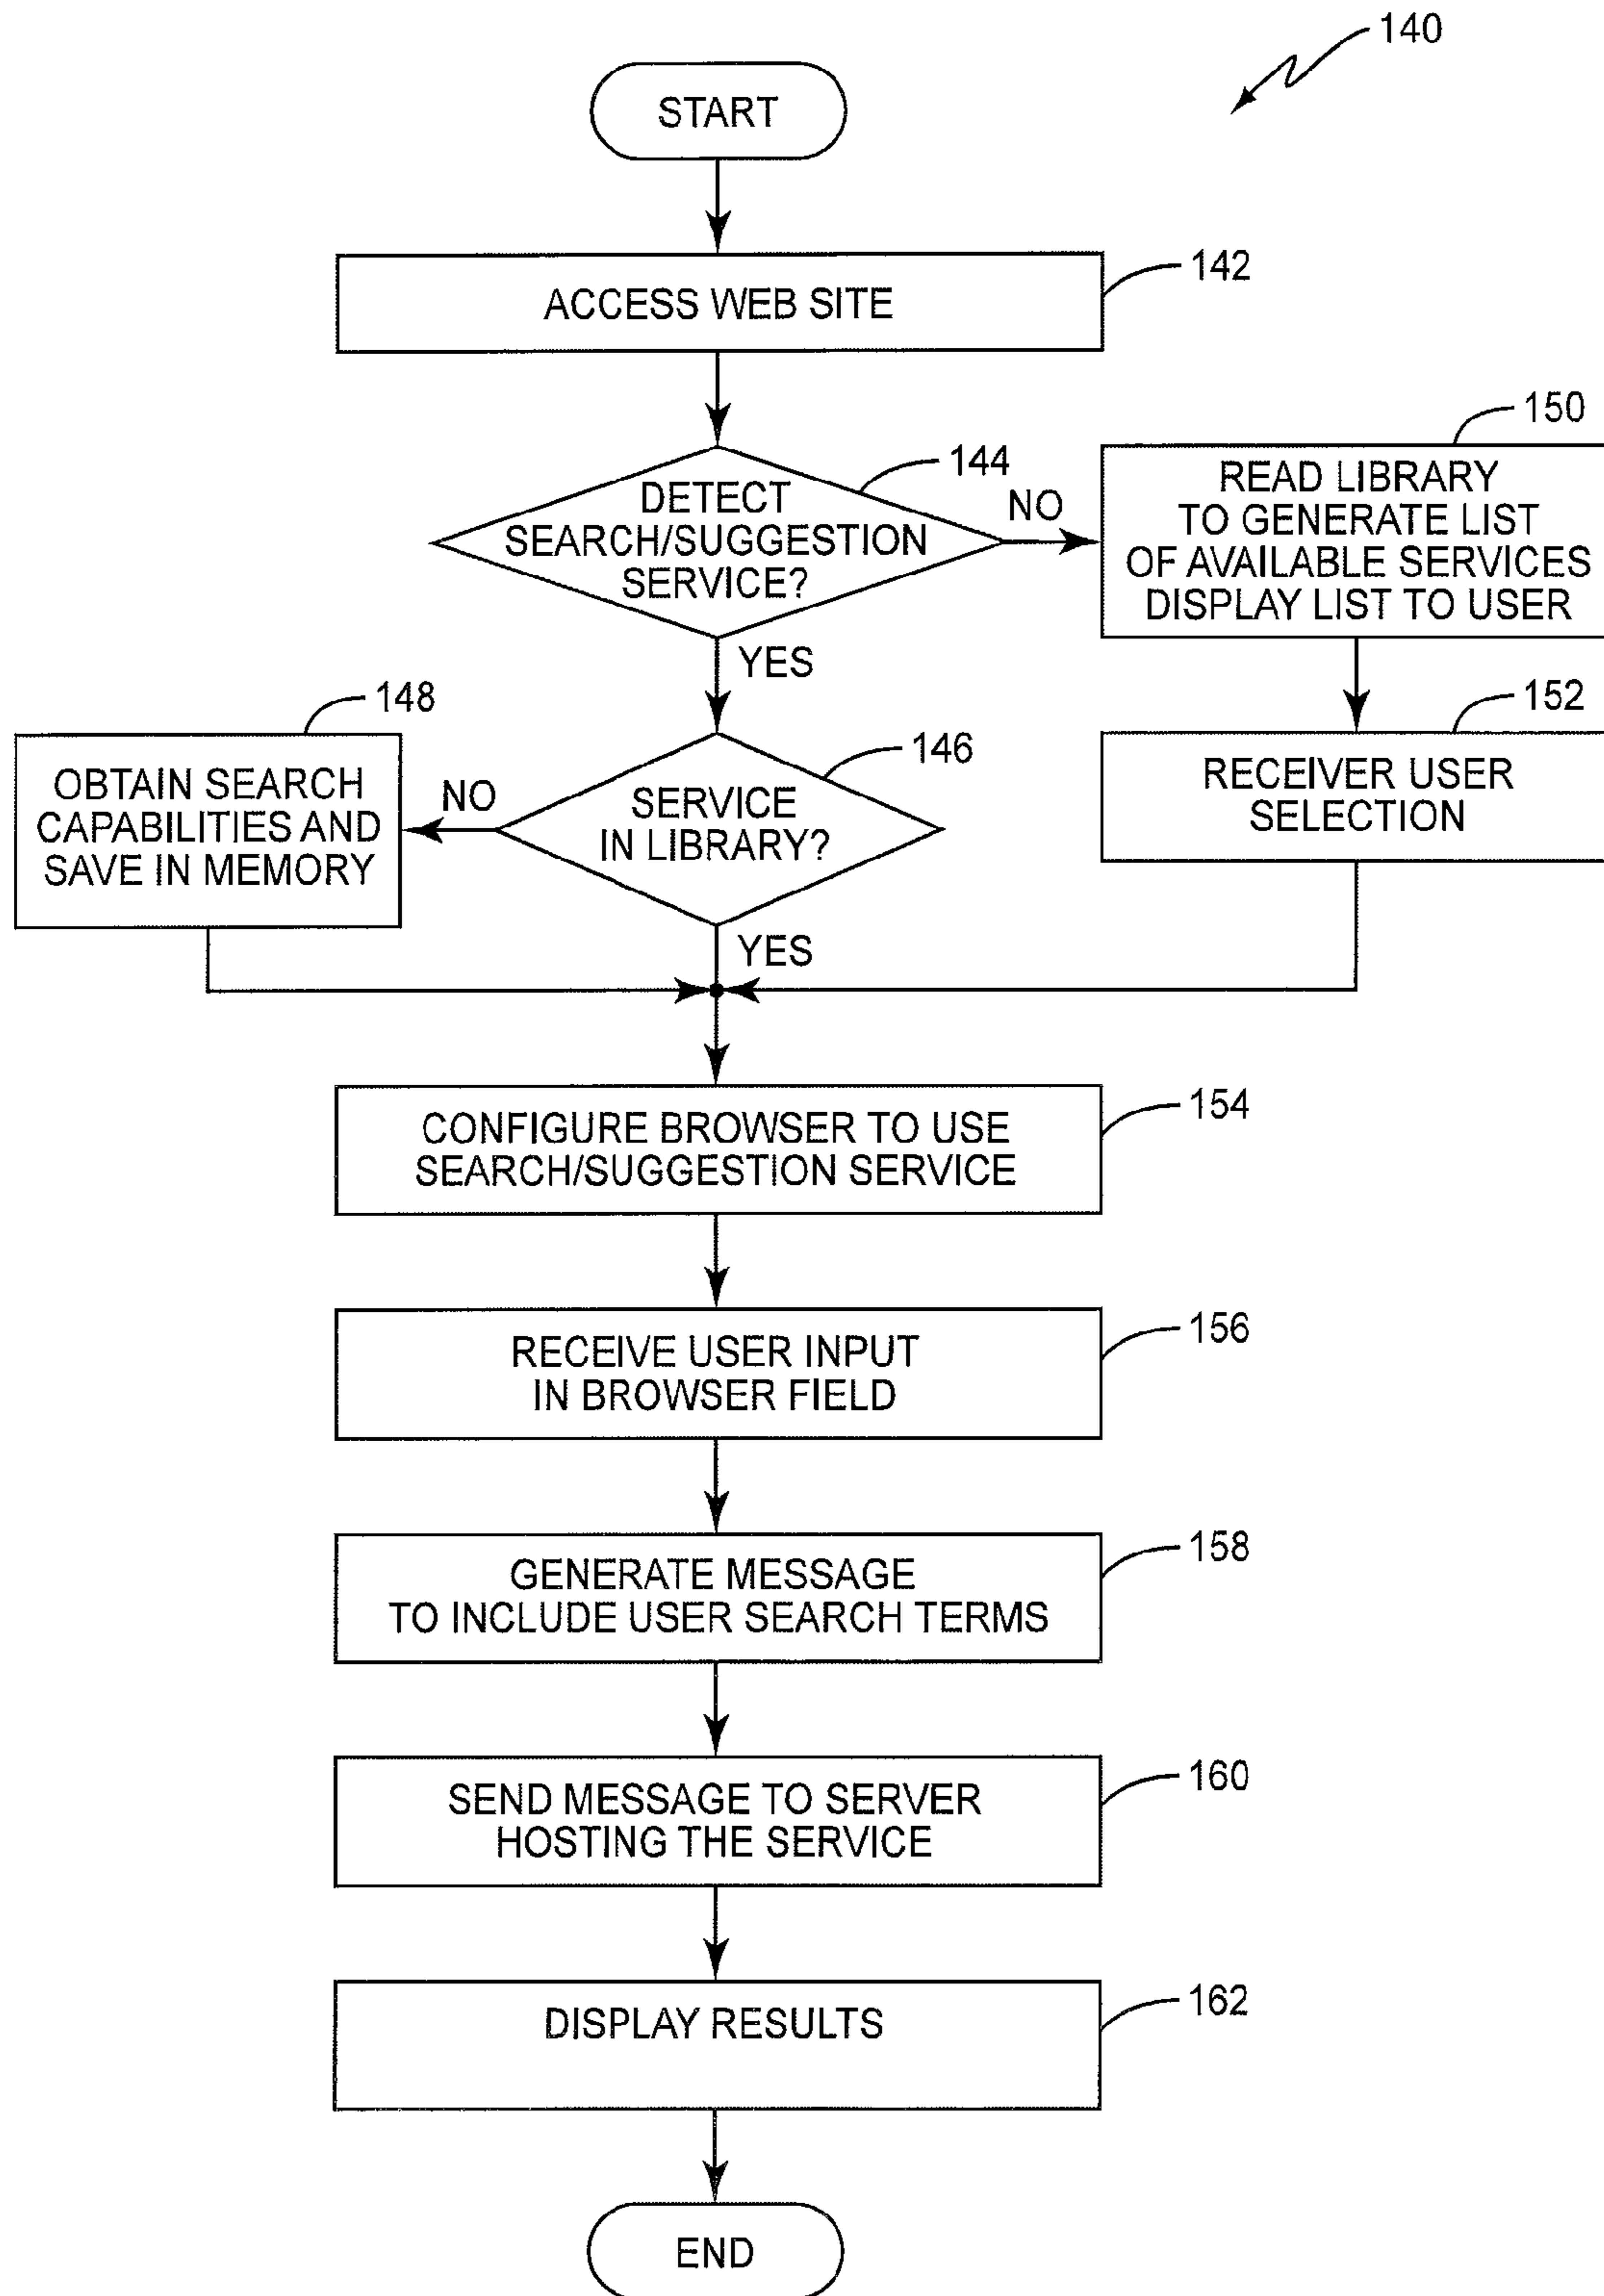 140
START
142
ACCESS WEB SITE
150
144
DETECT
SEARCH/SUGGESTION
SERVICE?
NO
READ LIBRARY
TO GENERATE LIST
OF AVAILABLE SERVICES
DISPLAY LIST TO USER
YES
148
152
146
OBTAIN SEARCH
CAPABILITIES AND
SAVE IN MEMORY
NO
SERVICE
IN LIBRARY?
RECEIVER USER
SELECTION
YES
154
CONFIGURE BROWSER TO USE
SEARCH/SUGGESTION SERVICE
156
RECEIVE USER INPUT
IN BROWSER FIELD
158
GENERATE MESSAGE
TO INCLUDE USER SEARCH TERMS
160
SEND MESSAGE TO SERVER
HOSTING THE SERVICE
162
DISPLAY RESULTS
END